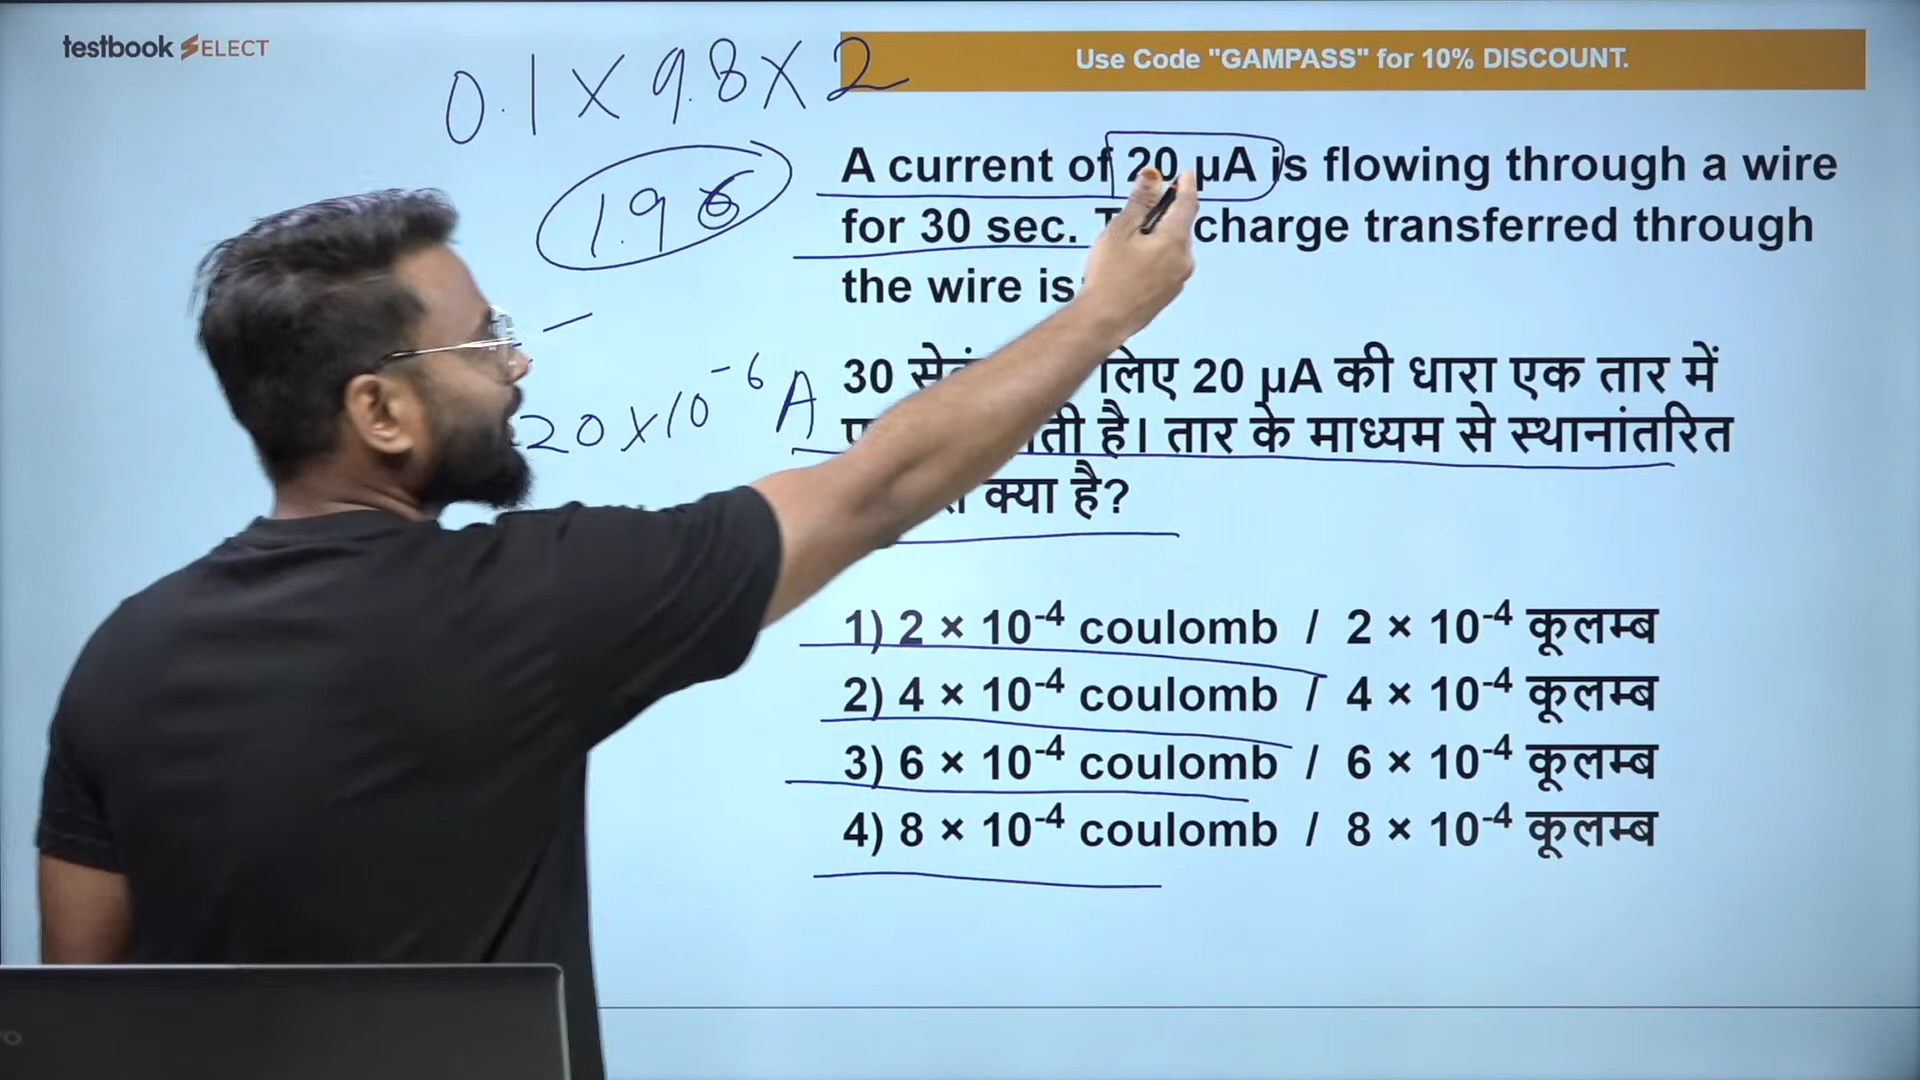 testbook SELECT
Use Code "GAMPASS" for 10% DISCOUNT.
0.1 × 9.8 × 2
1.96
20 × 10⁻⁶ A
A current of 20 µA is flowing through a wire
for 30 sec. charge transferred through
the wire is
30 लिए 20 µA की धारा एक तार में
है। तार के माध्यम से स्थानांतरित
क्या है?
1) 2 × 10⁻⁴ coulomb / 2 × 10⁻⁴ कूलम्ब
2) 4 × 10⁻⁴ coulomb / 4 × 10⁻⁴ कूलम्ब
3) 6 × 10⁻⁴ coulomb / 6 × 10⁻⁴ कूलम्ब
4) 8 × 10⁻⁴ coulomb / 8 × 10⁻⁴ कूलम्ब